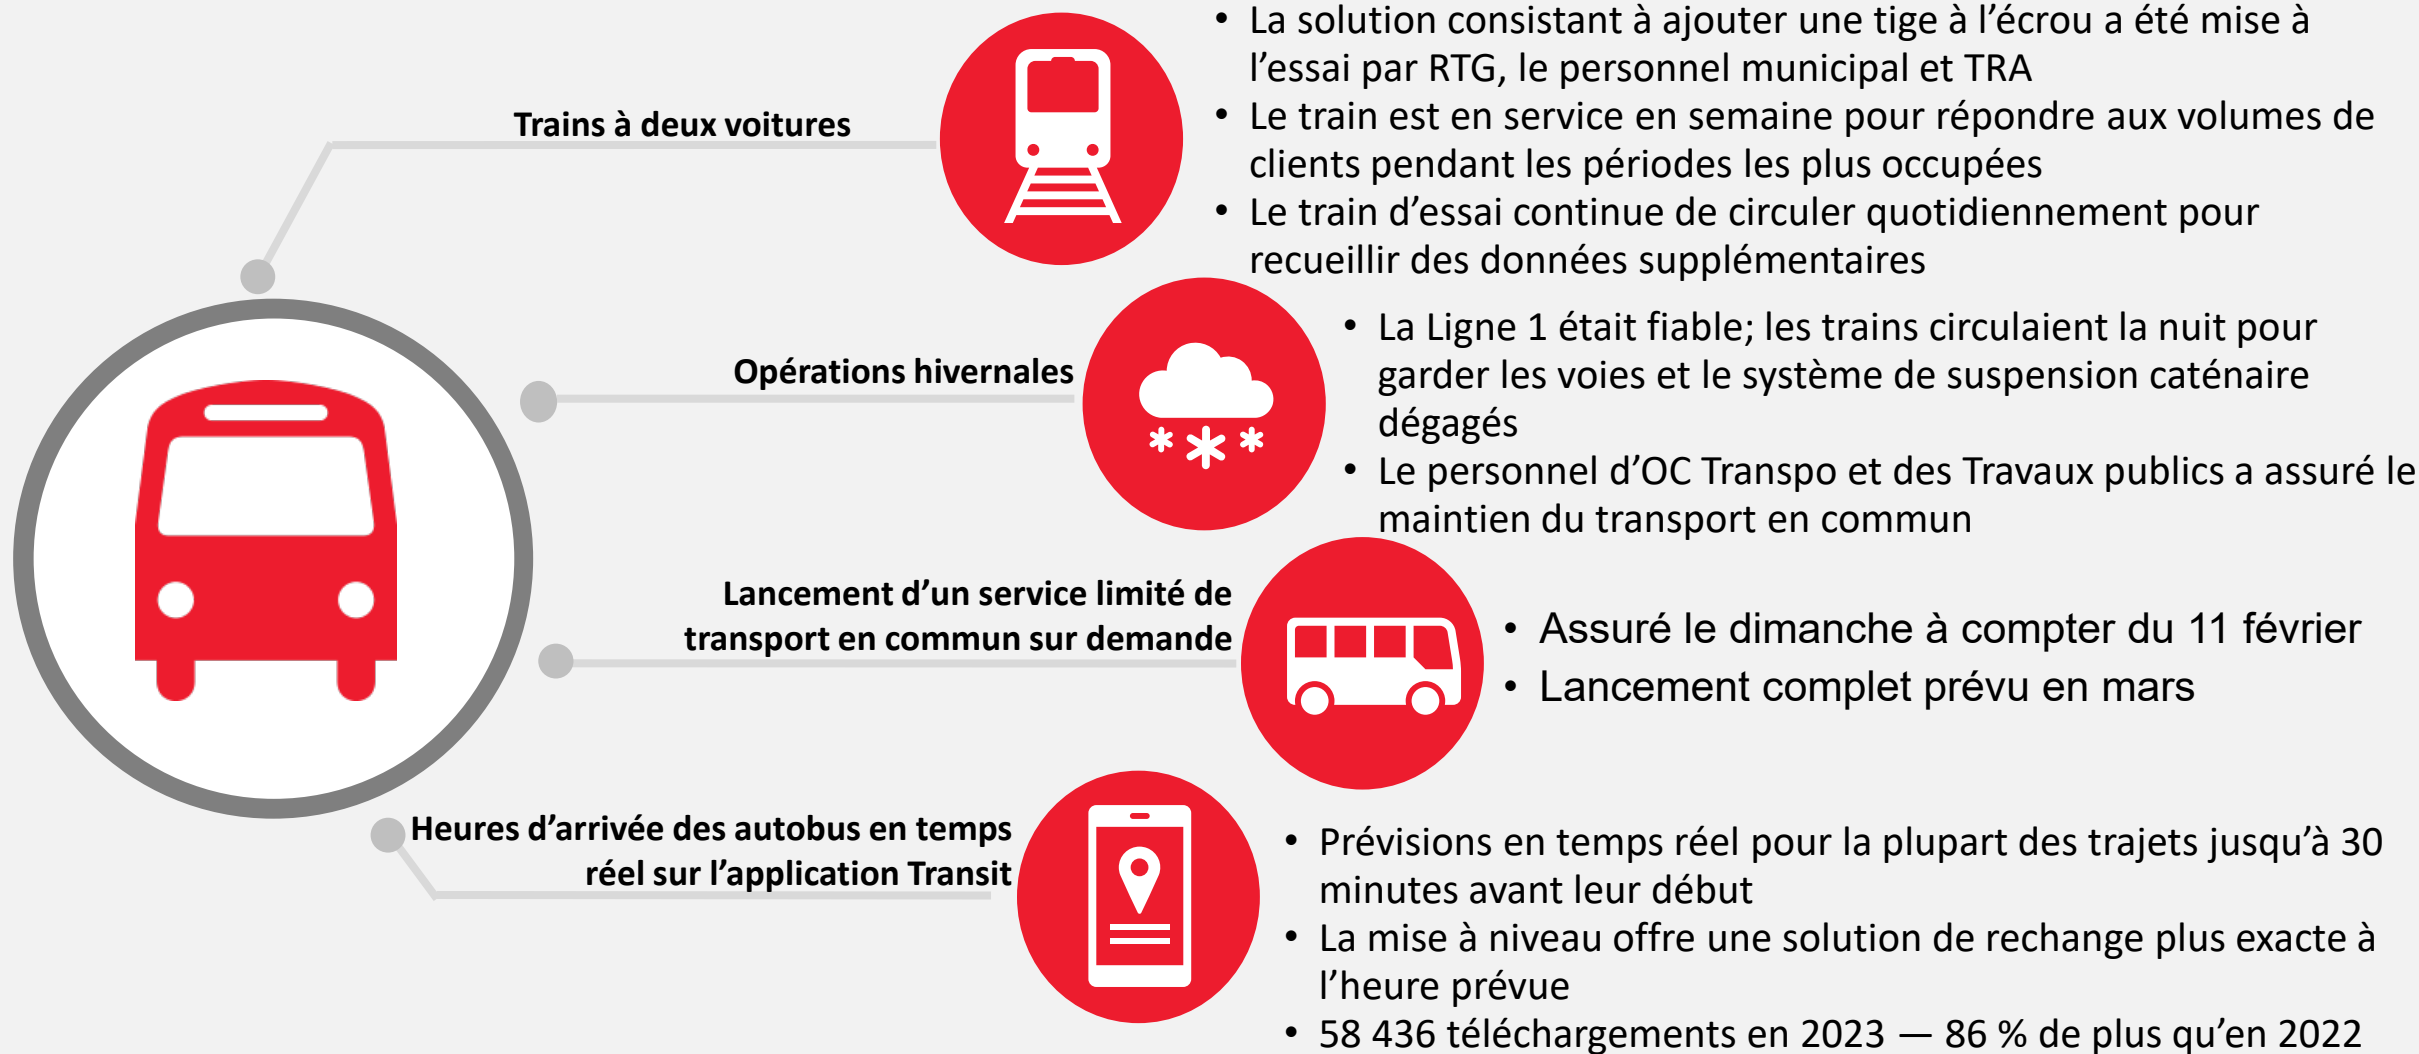 Trains à deux voitures
• La solution consistant à ajouter une tige à l’écrou a été mise à
l’essai par RTG, le personnel municipal et TRA
• Le train est en service en semaine pour répondre aux volumes de
clients pendant les périodes les plus occupées
• Le train d’essai continue de circuler quotidiennement pour
recueillir des données supplémentaires
Opérations hivernales
• La Ligne 1 était fiable; les trains circulaient la nuit pour
garder les voies et le système de suspension caténaire
dégagés
• Le personnel d’OC Transpo et des Travaux publics a assuré le
maintien du transport en commun
Lancement d’un service limité de
transport en commun sur demande
• Assuré le dimanche à compter du 11 février
• Lancement complet prévu en mars
Heures d’arrivée des autobus en temps
réel sur l’application Transit
• Prévisions en temps réel pour la plupart des trajets jusqu’à 30
minutes avant leur début
• La mise à niveau offre une solution de rechange plus exacte à
l’heure prévue
• 58 436 téléchargements en 2023 — 86 % de plus qu’en 2022